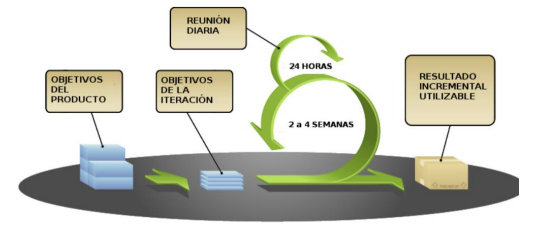 REUNIÓN
DIARIA
24 HORAS
OBJETIVOS
DEL
PRODUCTO
OBJETIVOS
DE LA
ITERACIÓN
RESULTADO
INCREMENTAL
UTILIZABLE
2 a 4 SEMANAS